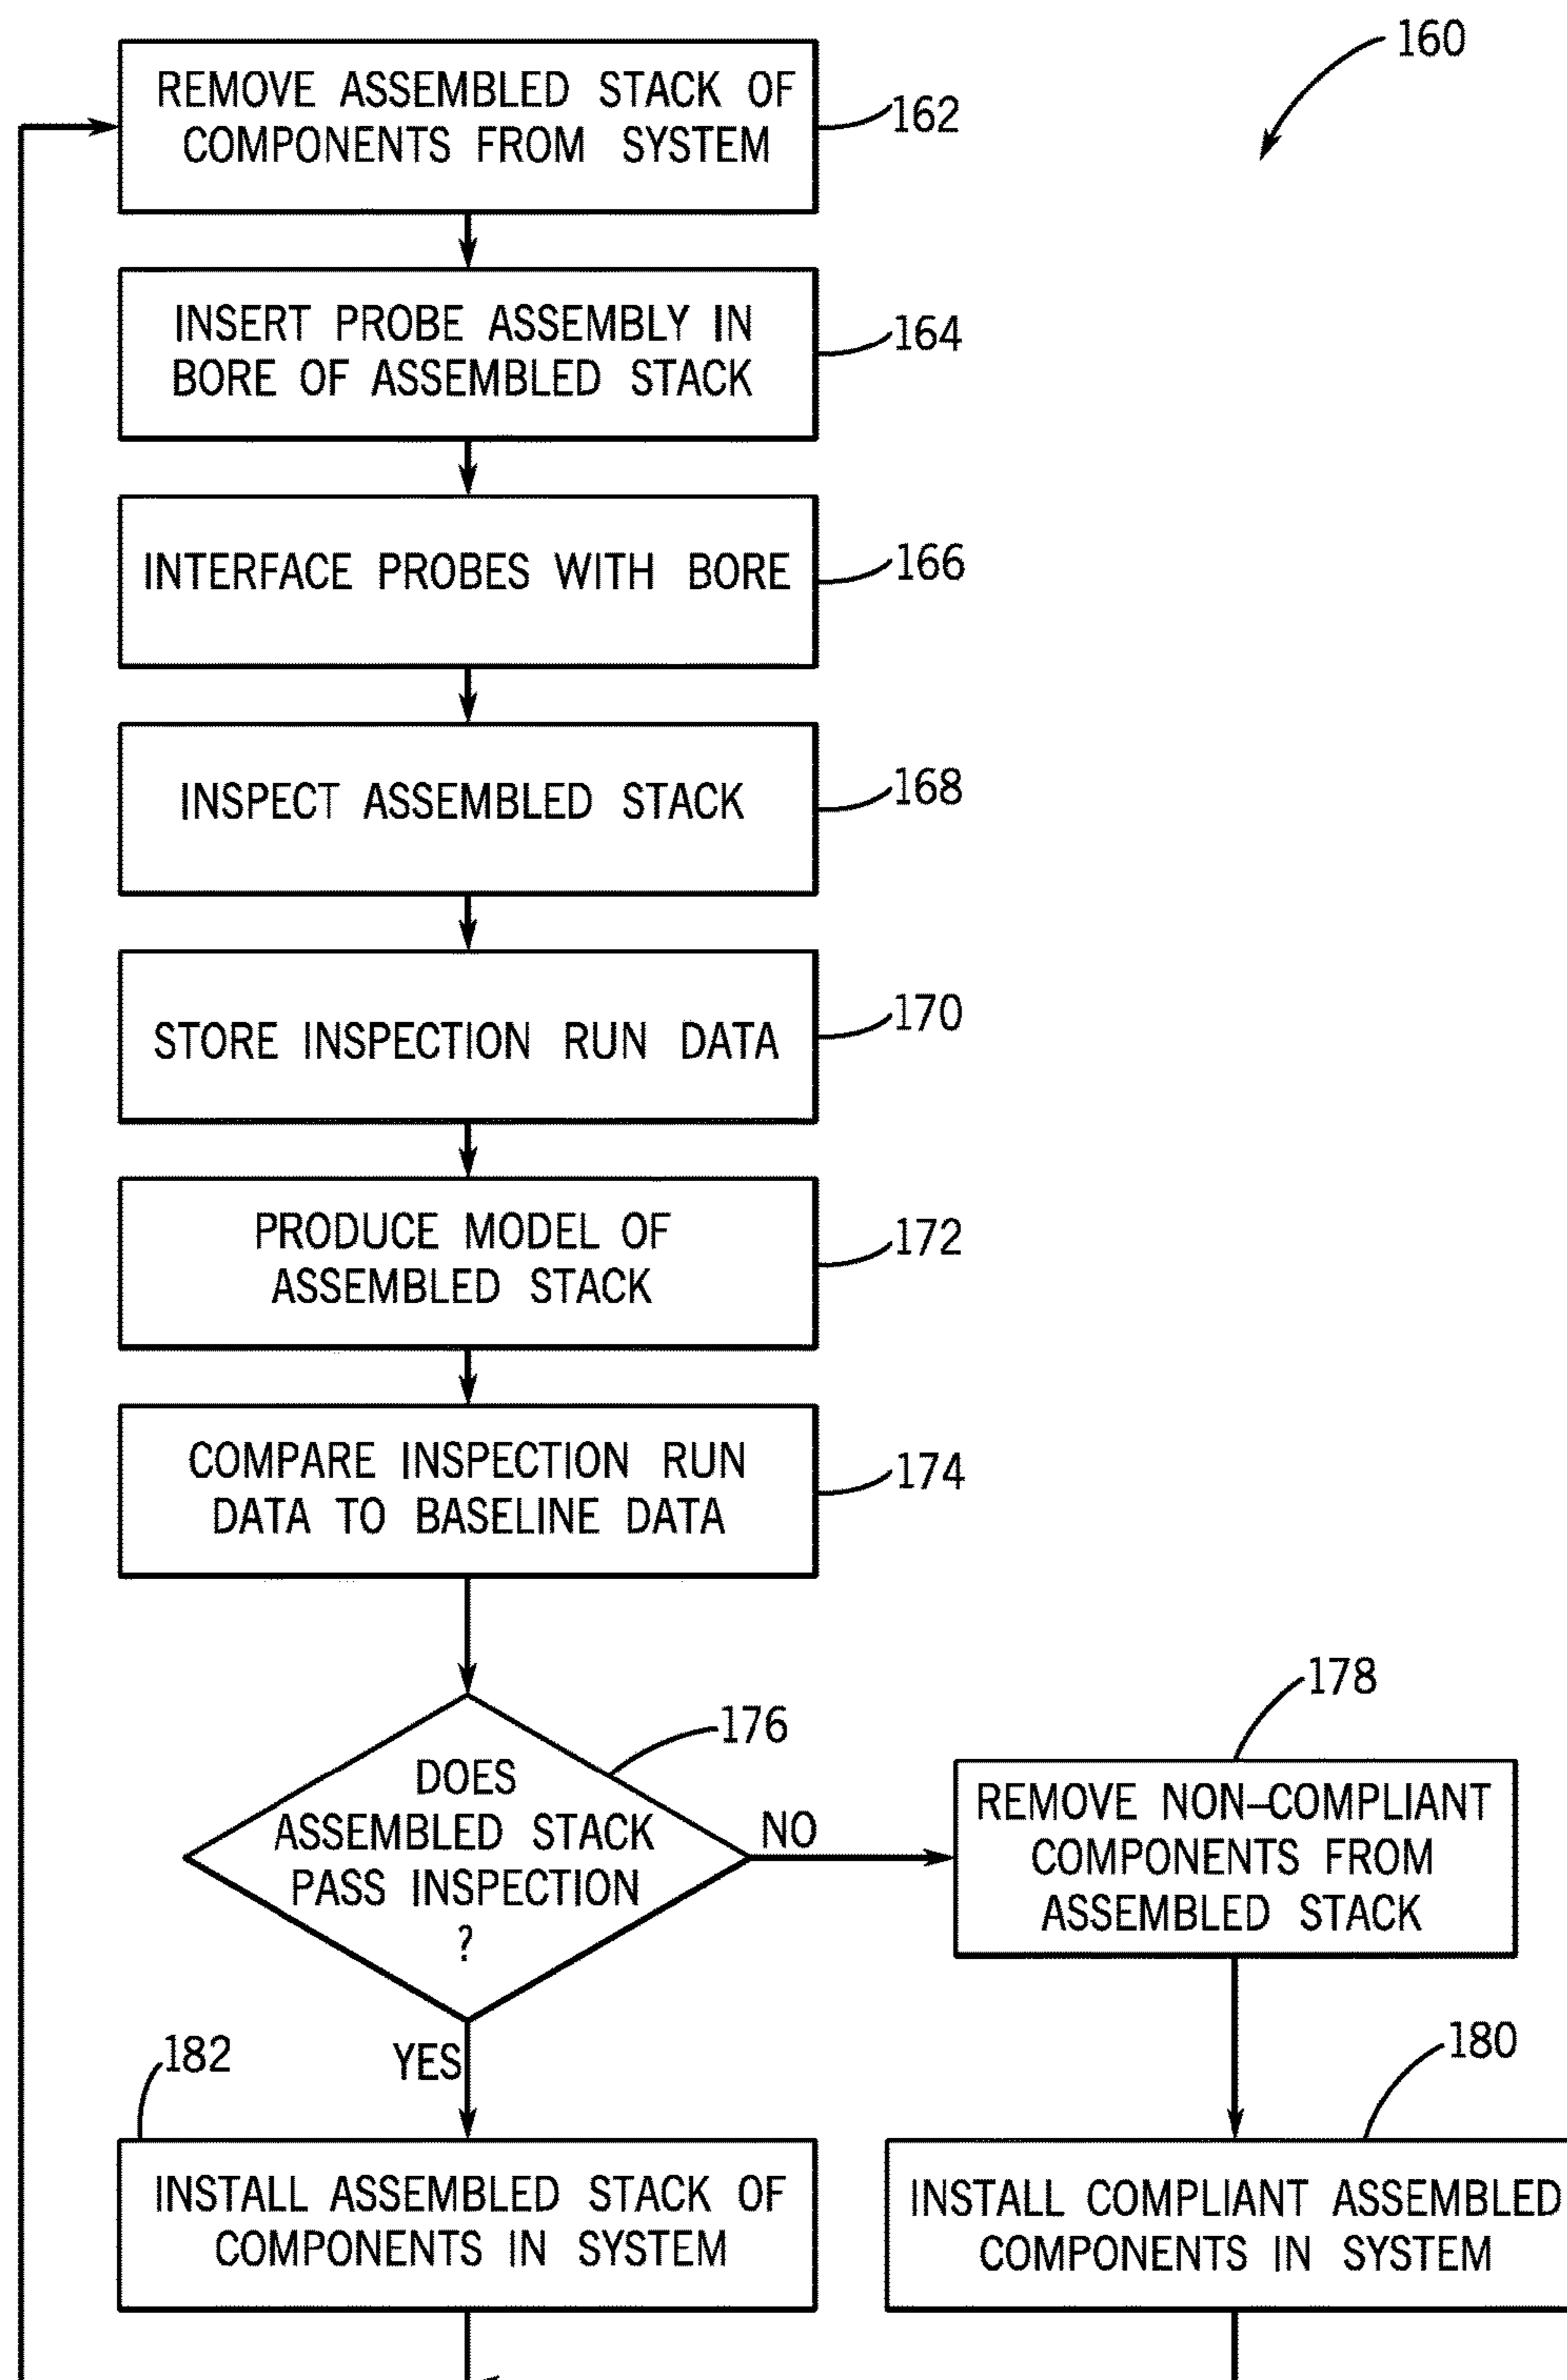 160
REMOVE ASSEMBLED STACK OF
COMPONENTS FROM SYSTEM
162
INSERT PROBE ASSEMBLY IN
BORE OF ASSEMBLED STACK
164
INTERFACE PROBES WITH BORE
166
INSPECT ASSEMBLED STACK
168
STORE INSPECTION RUN DATA
170
PRODUCE MODEL OF
ASSEMBLED STACK
172
COMPARE INSPECTION RUN
DATA TO BASELINE DATA
174
176
DOES
ASSEMBLED STACK
PASS INSPECTION
?
NO
178
REMOVE NON–COMPLIANT
COMPONENTS FROM
ASSEMBLED STACK
YES
182
INSTALL ASSEMBLED STACK OF
COMPONENTS IN SYSTEM
180
INSTALL COMPLIANT ASSEMBLED
COMPONENTS IN SYSTEM